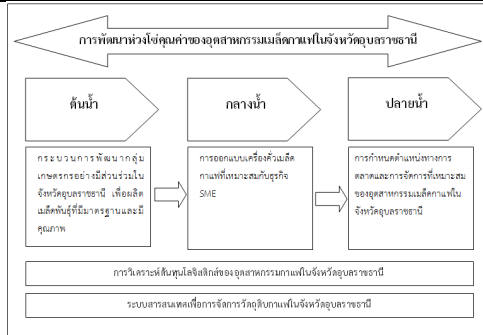 การพัฒนาห่วงโซ่คุณค่าของอุตสาหกรรมเมล็ดกาแฟในจังหวัดอุบลราชธานี
ต้นน้ำ
กลางน้ำ
ปลายน้ำ
กระบวนการพัฒนากลุ่ม
เกษตรกรอย่างมีส่วนร่วมใน
จังหวัดอุบลราชธานี เพื่อผลิต
เมล็ดพันธุ์ที่มีมาตรฐานและมี
คุณภาพ
การออกแบบเครื่องคั่วเมล็ด
กาแฟที่เหมาะสมกับธุรกิจ
SME
การกำหนดตำแหน่งทางการ
ตลาดและการจัดการที่เหมาะสม
ของอุตสาหกรรมเมล็ดกาแฟใน
จังหวัดอุบลราชธานี
การวิเคราะห์ต้นทุนโลจิสติกส์ของอุตสาหกรรมกาแฟในจังหวัดอุบลราชธานี
ระบบสารสนเทศเพื่อการจัดการวัตถุดิบกาแฟในจังหวัดอุบลราชธานี